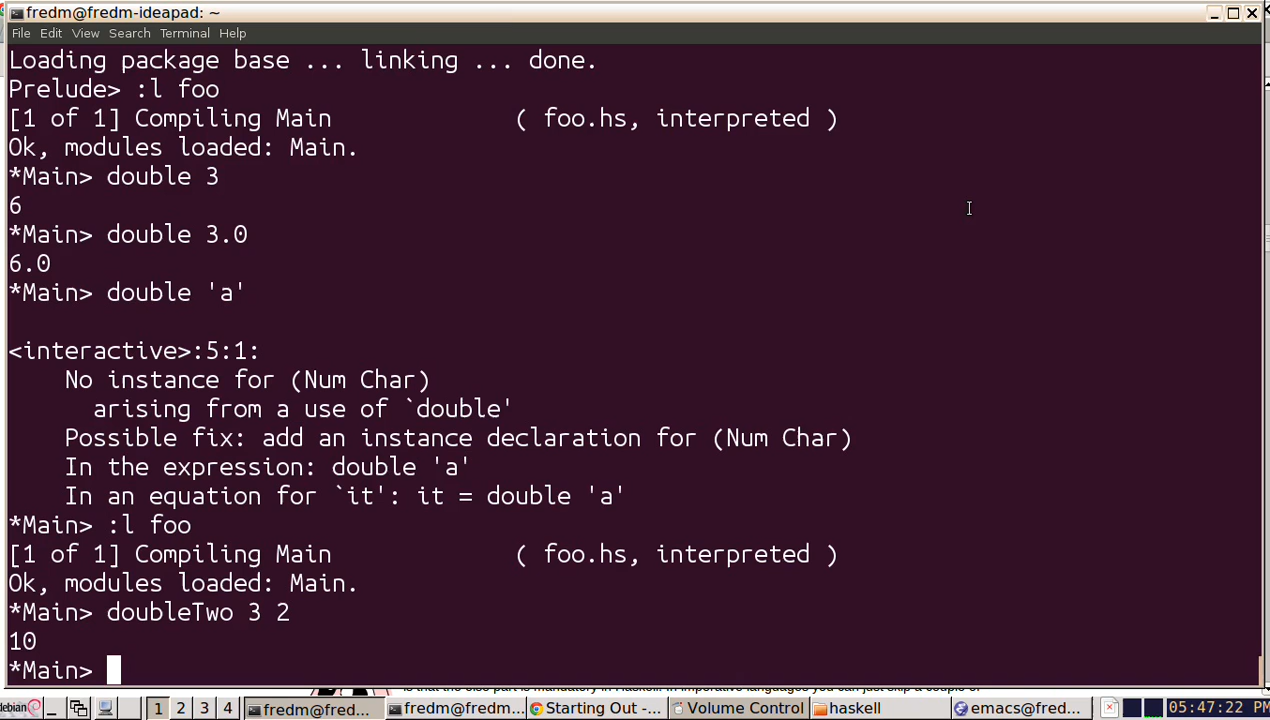 fredm@fredm-ideapad: ~
File Edit View Search Terminal Help
Loading package base ... linking ... done.
Prelude> :l foo
[1 of 1] Compiling Main             ( foo.hs, interpreted )
Ok, modules loaded: Main.
*Main> double 3
6
*Main> double 3.0
6.0
*Main> double 'a'

<interactive>:5:1:
    No instance for (Num Char)
      arising from a use of `double'
    Possible fix: add an instance declaration for (Num Char)
    In the expression: double 'a'
    In an equation for `it': it = double 'a'
*Main> :l foo
[1 of 1] Compiling Main             ( foo.hs, interpreted )
Ok, modules loaded: Main.
*Main> doubleTwo 3 2
10
*Main>
debian 1 2 3 4 fredm@fred... fredm@fredm... Starting Out -... Volume Control haskell emacs@fred... 05:47:22 PM